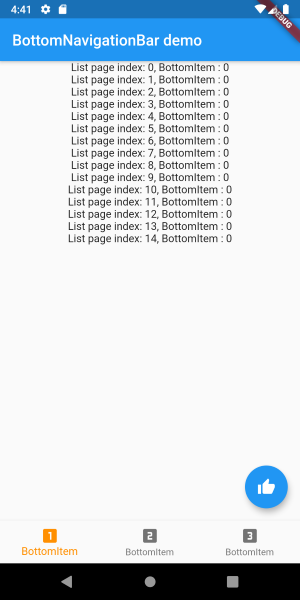 4:41
DEBUG
BottomNavigationBar demo
List page index: 0, BottomItem : 0
List page index: 1, BottomItem : 0
List page index: 2, BottomItem : 0
List page index: 3, BottomItem : 0
List page index: 4, BottomItem : 0
List page index: 5, BottomItem : 0
List page index: 6, BottomItem : 0
List page index: 7, BottomItem : 0
List page index: 8, BottomItem : 0
List page index: 9, BottomItem : 0
List page index: 10, BottomItem : 0
List page index: 11, BottomItem : 0
List page index: 12, BottomItem : 0
List page index: 13, BottomItem : 0
List page index: 14, BottomItem : 0
1 2 3
BottomItem BottomItem BottomItem